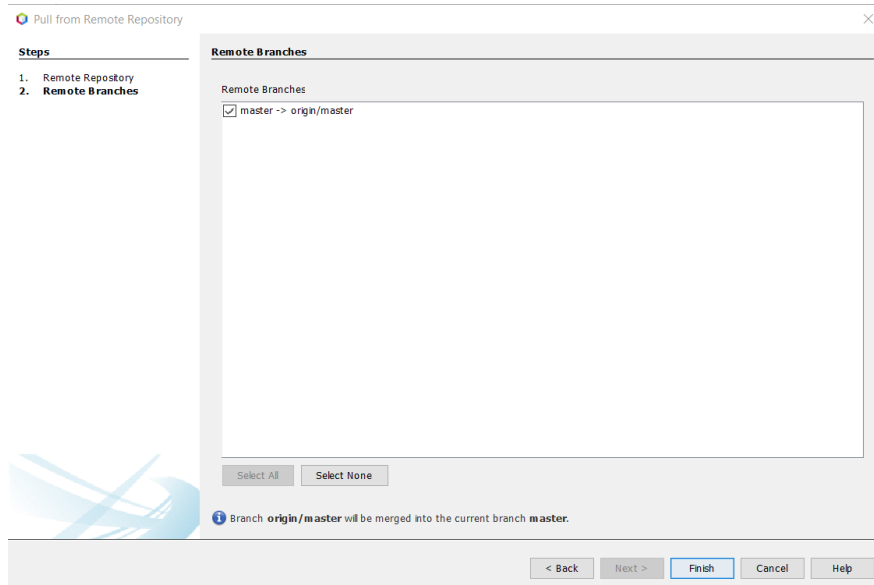 Pull from Remote Repository
Steps
1. Remote Repository
2. Remote Branches
Remote Branches
Remote Branches
master -> origin/master
Select All
Select None
Branch origin/master will be merged into the current branch master.
< Back
Next >
Finish
Cancel
Help